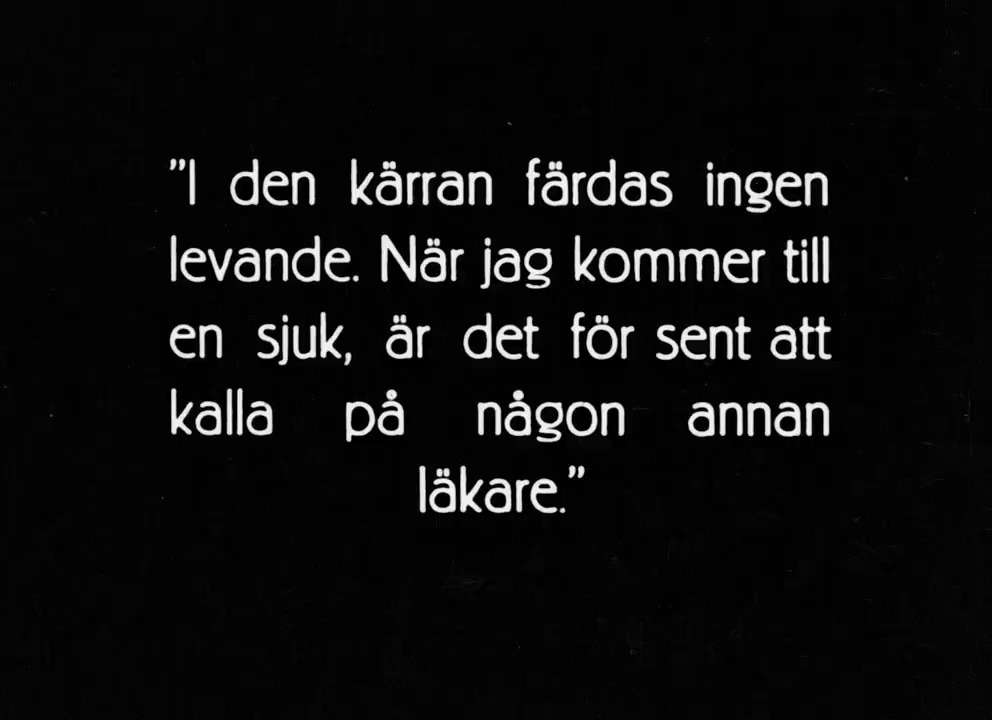 ”I den kärran färdas ingen
levande. När jag kommer till
en sjuk, är det för sent att
kalla på någon annan
läkare.”